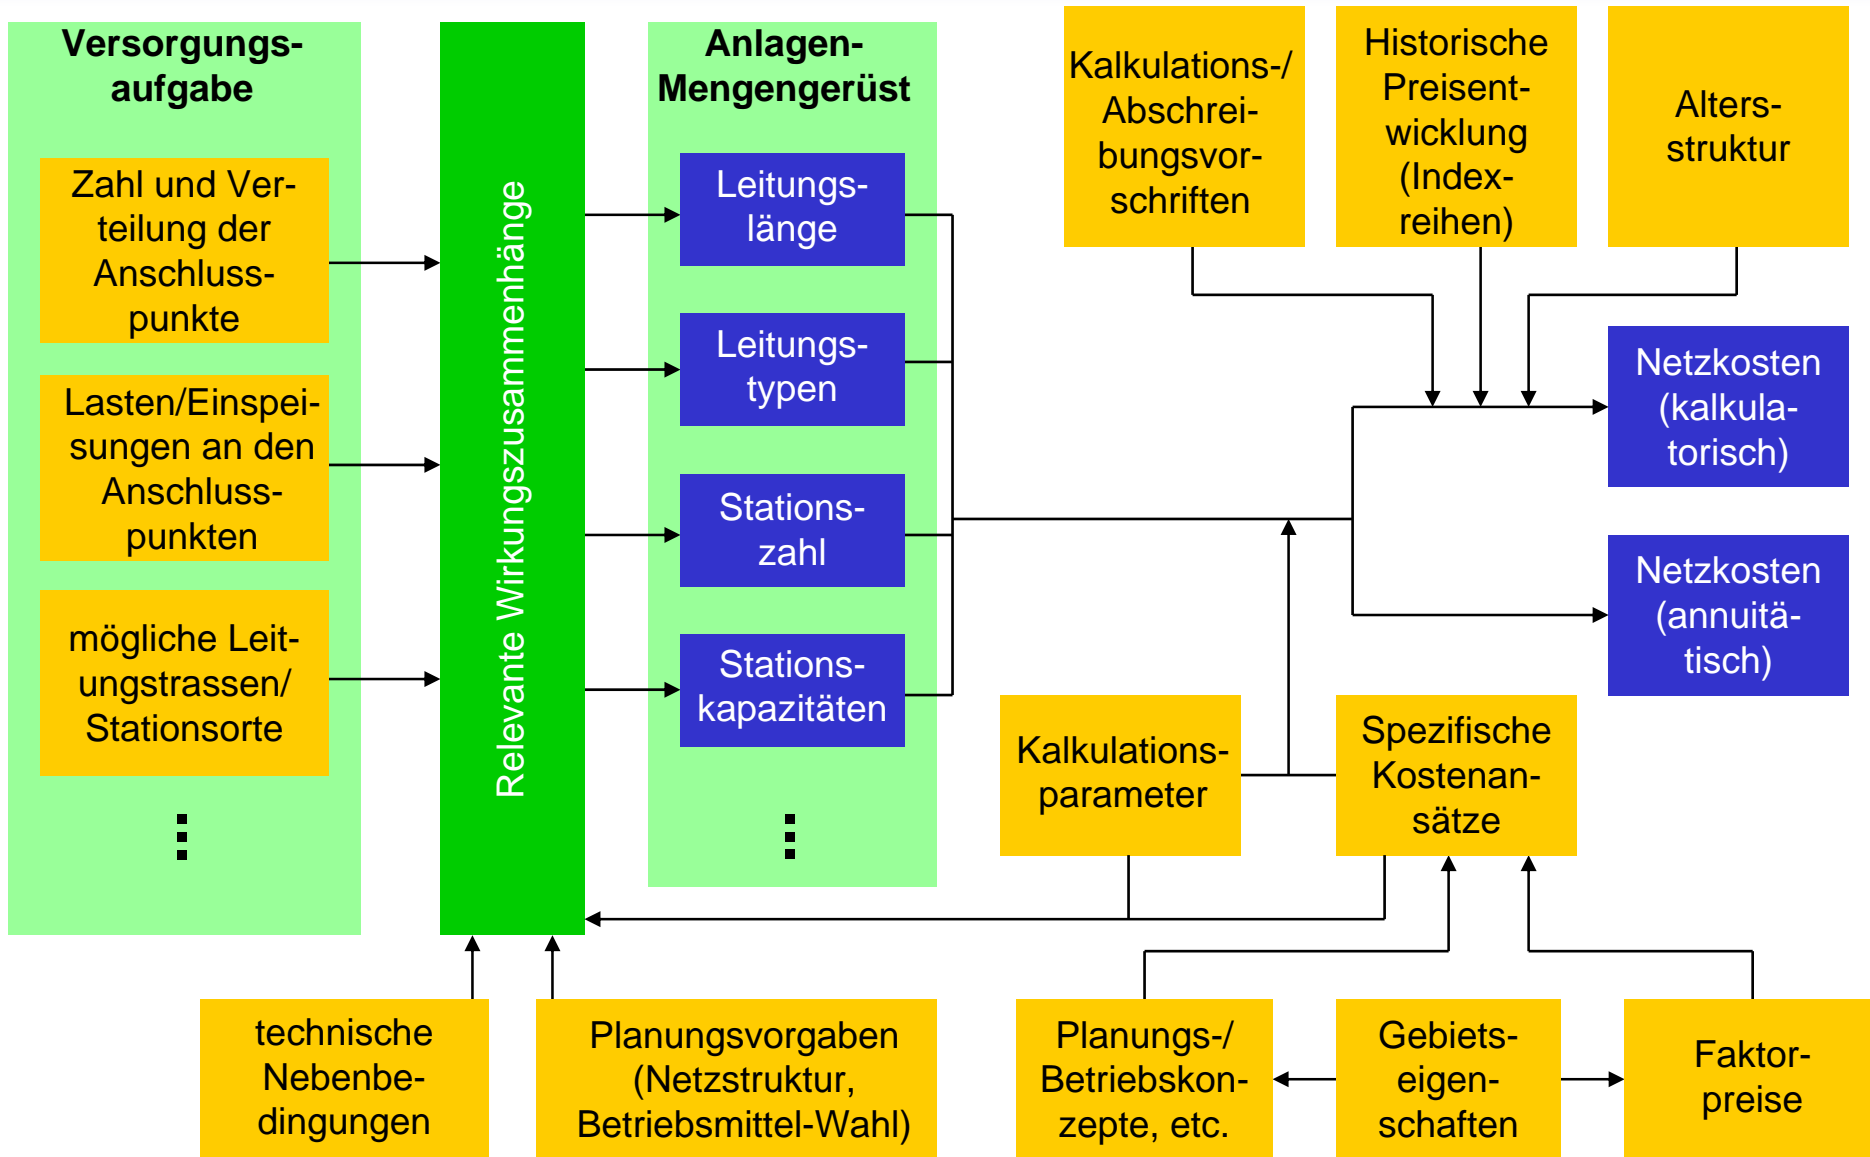 Versorgungs-
aufgabe
Zahl und Ver-
teilung der
Anschluss-
punkte
Lasten/Einspei-
sungen an den
Anschluss-
punkten
mögliche Leit-
ungstrassen/
Stationsorte
Relevante Wirkungszusammenhänge
Anlagen-
Mengengerüst
Leitungs-
länge
Leitungs-
typen
Stations-
zahl
Stations-
kapazitäten
Kalkulations-/
Abschrei-
bungsvor-
schriften
Historische
Preisent-
wicklung
(Index-
reihen)
Alters-
struktur
Netzkosten
(kalkula-
torisch)
Netzkosten
(annuitä-
tisch)
Kalkulations-
parameter
Spezifische
Kostenan-
sätze
technische
Nebenbe-
dingungen
Planungsvorgaben
(Netzstruktur,
Betriebsmittel-Wahl)
Planungs-/
Betriebskon-
zepte, etc.
Gebiets-
eigen-
schaften
Faktor-
preise